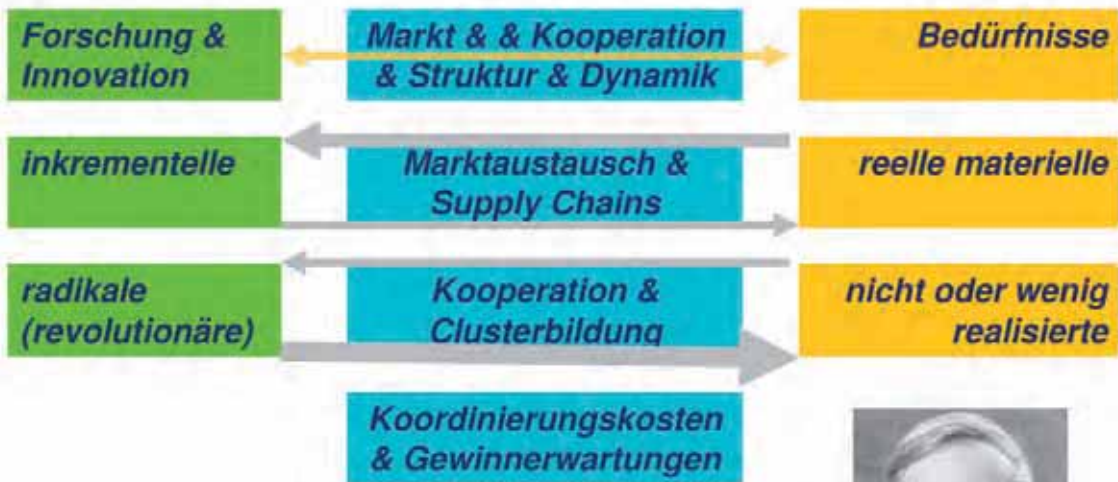 Forschung &
Innovation
Markt & & Kooperation
& Struktur & Dynamik
Bedürfnisse
inkrementelle
Marktaustausch &
Supply Chains
reelle materielle
radikale
(revolutionäre)
Kooperation &
Clusterbildung
nicht oder wenig
realisierte
Koordinierungskosten
& Gewinnerwartungen